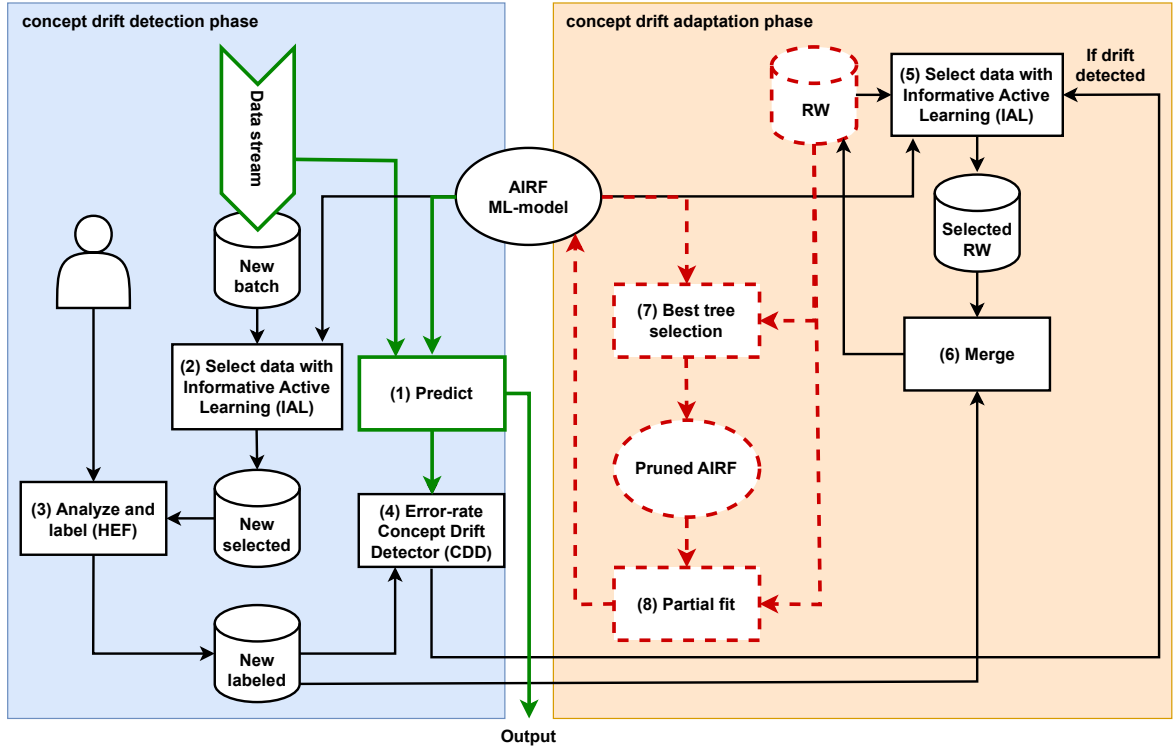 concept drift detection phase
Data stream
New
batch
(2) Select data with
Informative Active
Learning (IAL)
(1) Predict
(3) Analyze and
label (HEF)
New
selected
(4) Error-rate
Concept Drift
Detector (CDD)
New
labeled
Output
AIRF
ML-model
concept drift adaptation phase
RW
(5) Select data with
Informative Active
Learning (IAL)
If drift
detected
Selected
RW
(6) Merge
(7) Best tree
selection
Pruned AIRF
(8) Partial fit